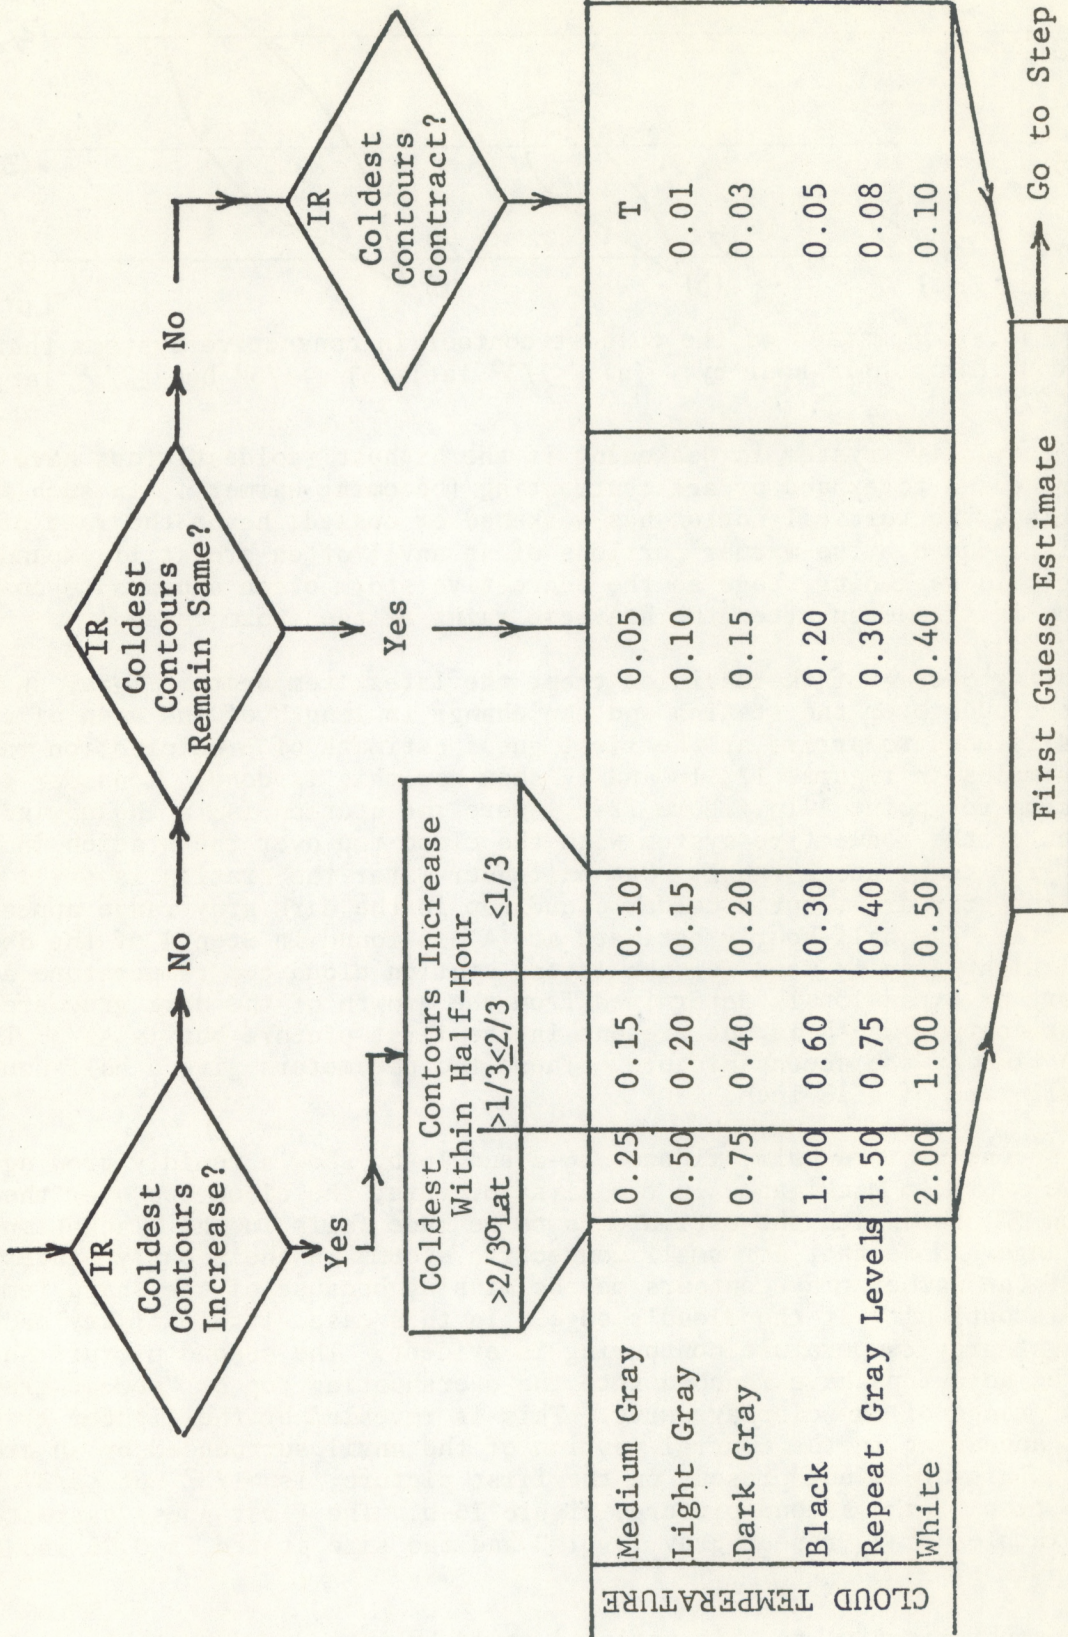 IR
Coldest
Contours
Increase?
No
IR
Coldest
Contours
Remain Same?
No
IR
Coldest
Contours
Contract?
Yes
Yes
Coldest Contours Increase
Within Half-Hour
>2/3°Lat >1/3≤2/3 ≤1/3
CLOUD TEMPERATURE
Medium Gray 0.25 0.15 0.10 0.05 T
Light Gray 0.50 0.20 0.15 0.10 0.01
Dark Gray 0.75 0.40 0.20 0.15 0.03
Black 1.00 0.60 0.30 0.20 0.05
Repeat Gray Levels 1.50 0.75 0.40 0.30 0.08
White 2.00 1.00 0.50 0.40 0.10
First Guess Estimate
Go to Step